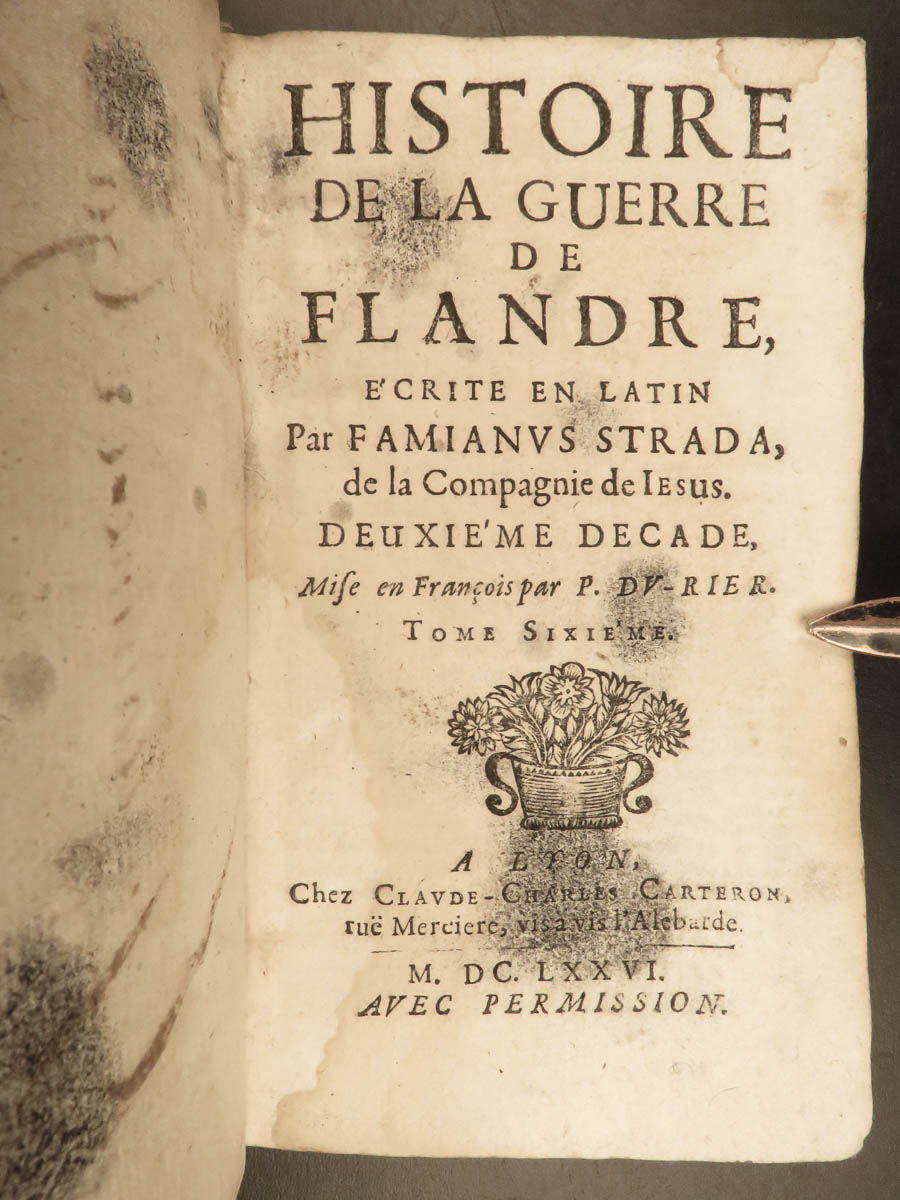 HISTOIRE
DE LA GUERRE
DE
FLANDRE,
E'CRITE EN LATIN
Par FAMIANVS STRADA,
de la Compagnie de IESUS.
DEUXIE'ME DECADE,
Miſe en François par P. DV-RIER.
TOME SIXIE'ME.
A LYON,
Chez CLAVDE-CHARLES CARTERON,
ruë Merciere, vis a vis l'Alebarde.
M. DC. LXXVI.
AVEC PERMISSION.